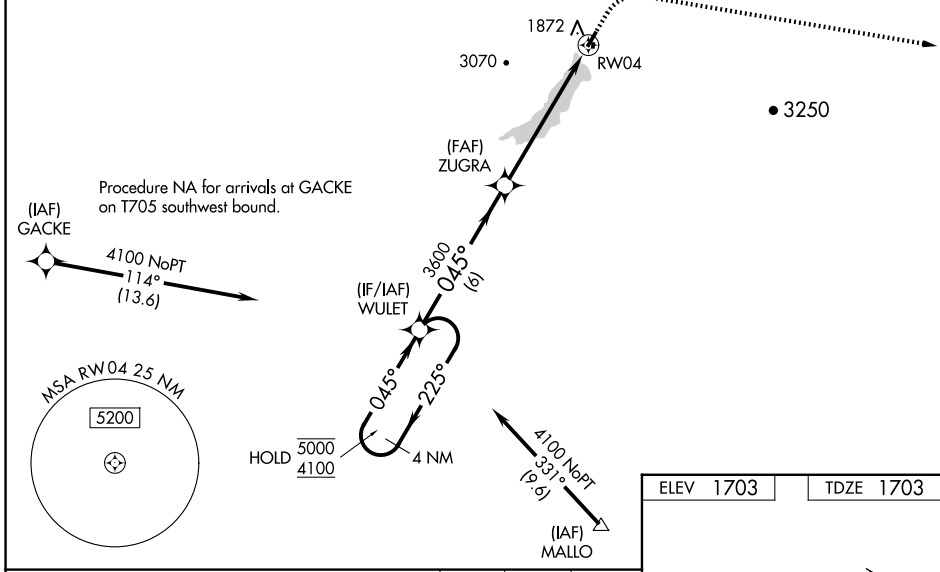 1872
RW04
3070
3250
(FAF)
ZUGRA
Procedure NA for arrivals at GACKE
on T705 southwest bound.
(IAF)
GACKE
4100 NoPT
114°
(13.6)
3600
045°
(6)
(IF/IAF)
WULET
045°
225°
MSA RW04 25 NM
5200
HOLD 5000
4100
4 NM
4100 NoPT
331°
(9.6)
(IAF)
MALLO
ELEV 1703
TDZE 1703